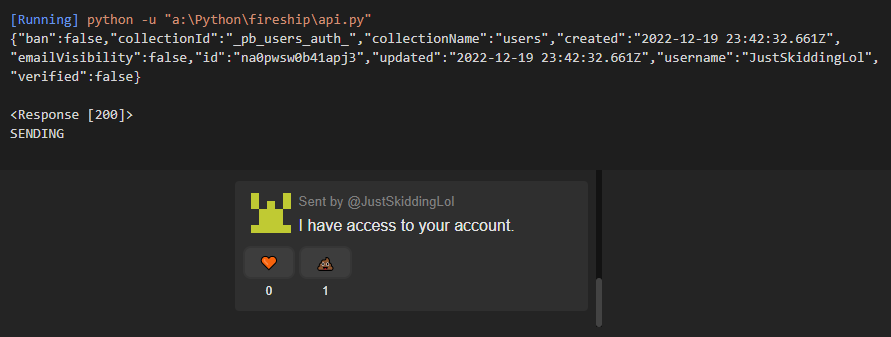 [Running] python -u "a:\Python\fireship\api.py"
{"ban":false,"collectionId":"_pb_users_auth_","collectionName":"users","created":"2022-12-19 23:42:32.661Z",
"emailVisibility":false,"id":"na0pwsw0b41apj3","updated":"2022-12-19 23:42:32.661Z","username":"JustSkiddingLol",
"verified":false}
<Response [200]>
SENDING
Sent by @JustSkiddingLol
I have access to your account.
0 1